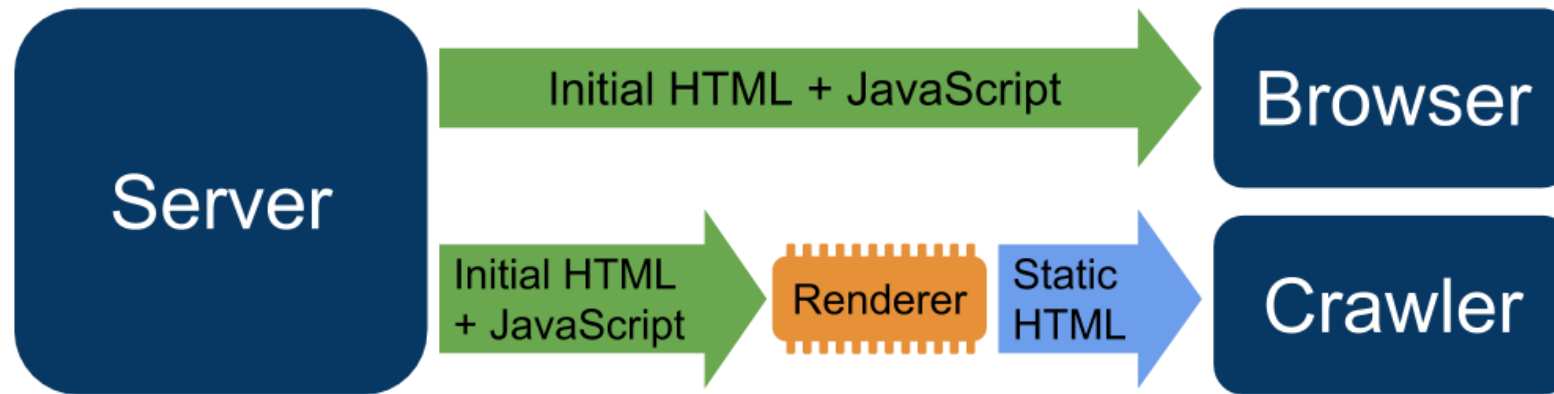 Server
Initial HTML + JavaScript
Browser
Initial HTML
+ JavaScript
Renderer
Static
HTML
Crawler